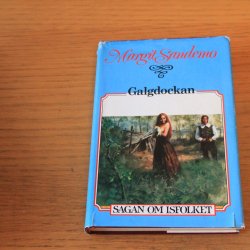 Margit Sandemo
Galgdockan
SAGAN OM ISFOLKET